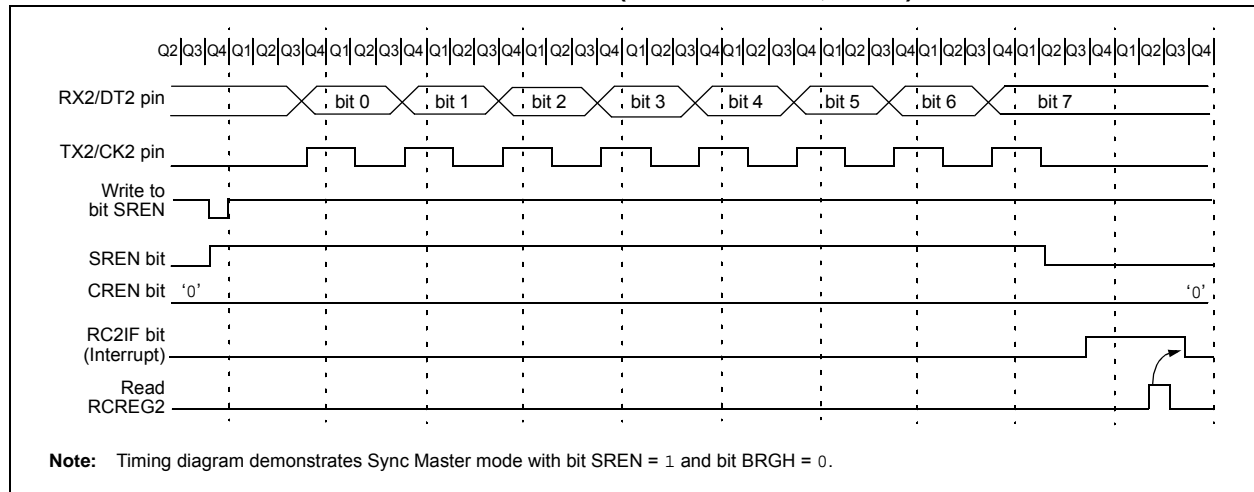 Q2 Q3 Q4 Q1 Q2 Q3 Q4 Q1 Q2 Q3 Q4 Q1 Q2 Q3 Q4 Q1 Q2 Q3 Q4 Q1 Q2 Q3 Q4 Q1 Q2 Q3 Q4 Q1 Q2 Q3 Q4 Q1 Q2 Q3 Q4 Q1 Q2 Q3 Q4 Q1 Q2 Q3 Q4
RX2/DT2 pin bit 0 bit 1 bit 2 bit 3 bit 4 bit 5 bit 6 bit 7
TX2/CK2 pin
Write to
bit SREN
SREN bit
CREN bit '0' '0'
RC2IF bit
(Interrupt)
Read
RCREG2
Note: Timing diagram demonstrates Sync Master mode with bit SREN = 1 and bit BRGH = 0.